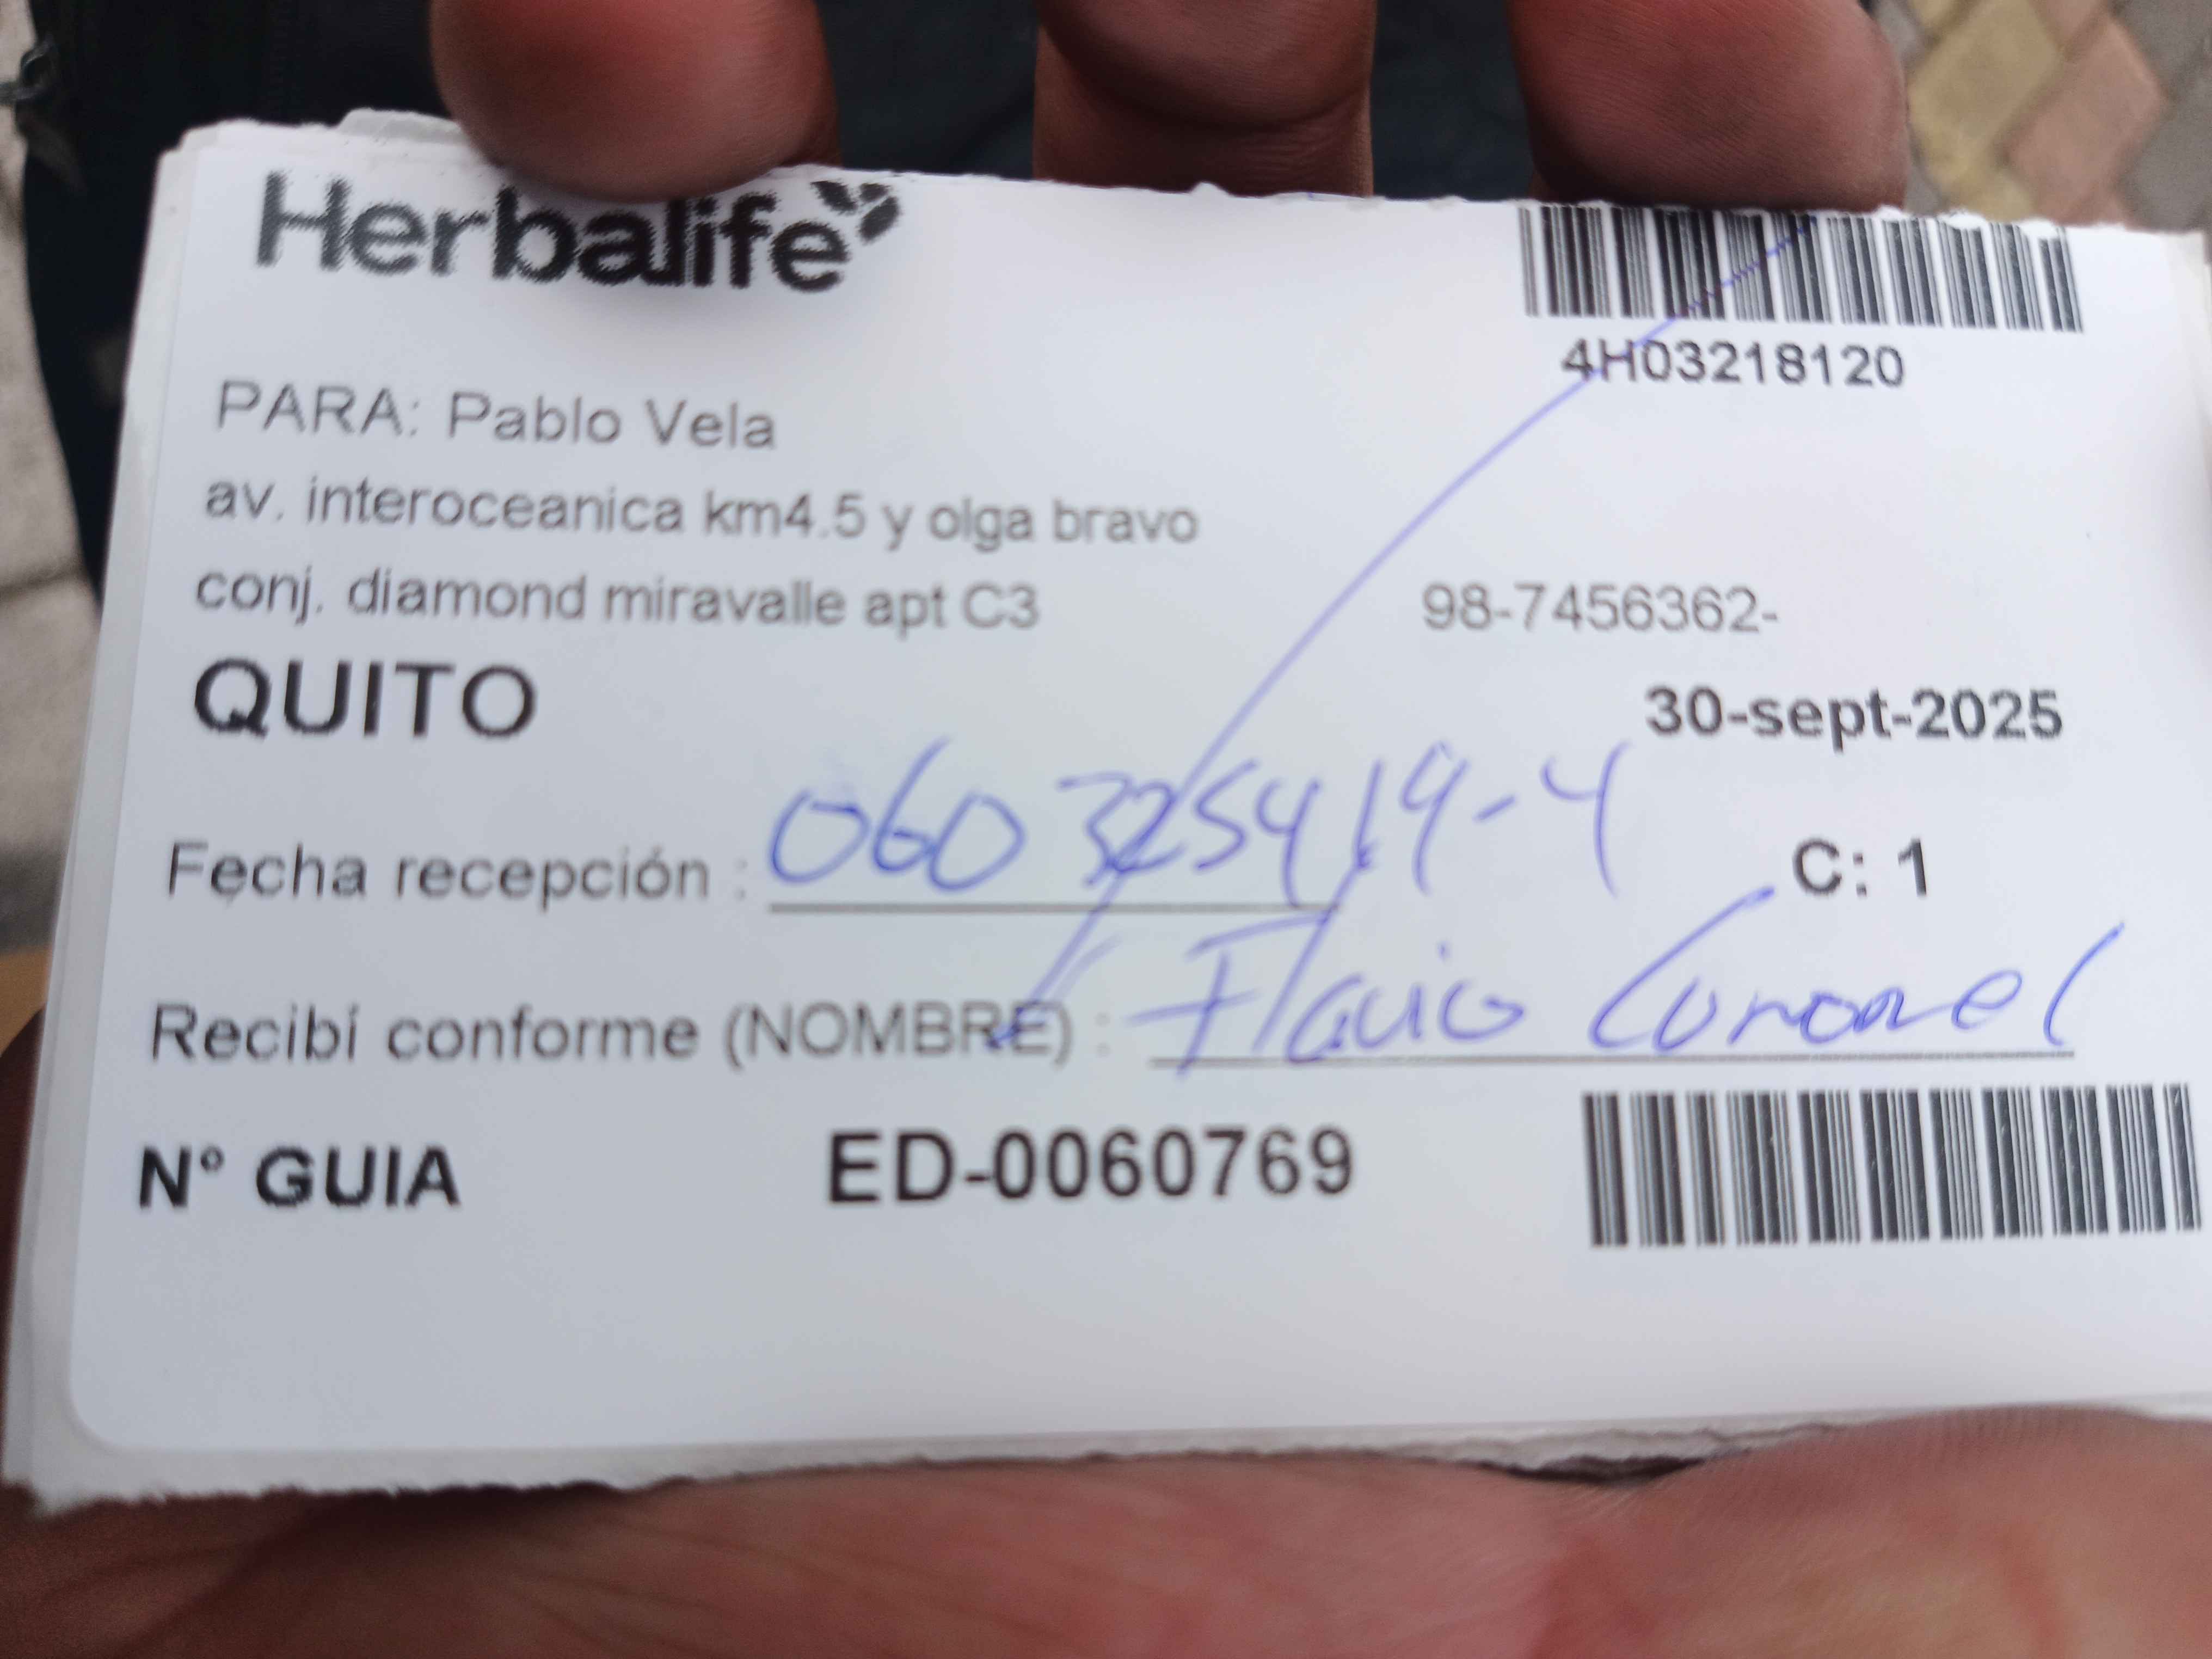 Herbalife
4H03218120
PARA: Pablo Vela
av. interoceanica km4.5 y olga bravo
conj. diamond miravalle apt C3 98-7456362-
QUITO 30-sept-2025
Fecha recepción : 060325419-4 C: 1
Recibí conforme (NOMBRE) : Flavio Coronel
N° GUIA ED-0060769